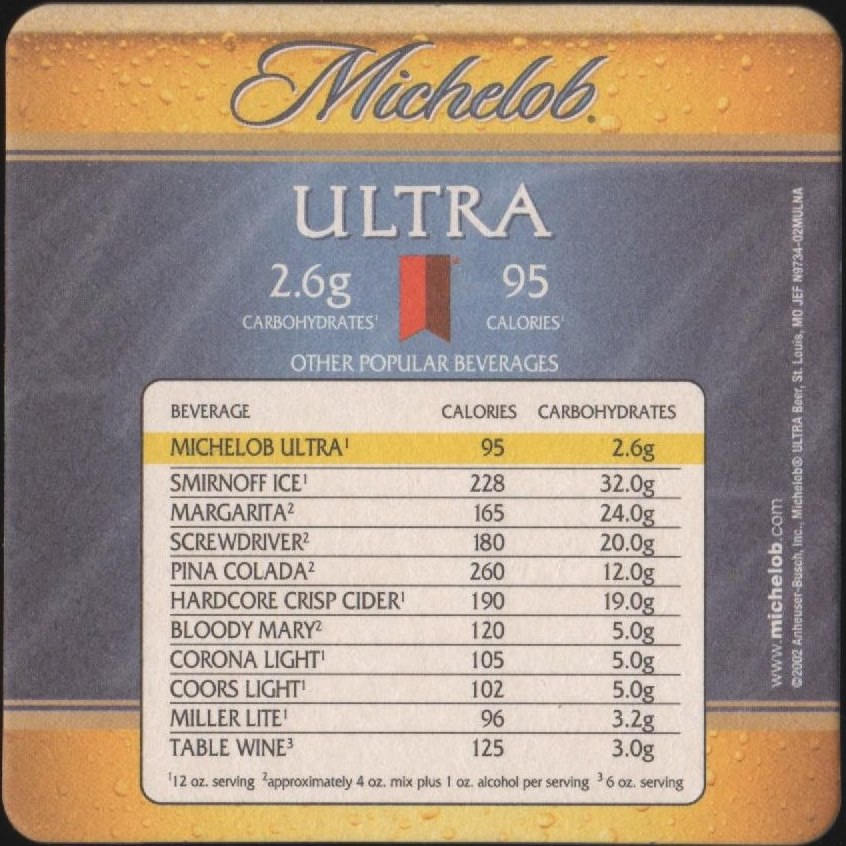 Michelob.
ULTRA
2.6g 95
CARBOHYDRATES¹ CALORIES¹
OTHER POPULAR BEVERAGES
BEVERAGE CALORIES CARBOHYDRATES
MICHELOB ULTRA¹ 95 2.6g
SMIRNOFF ICE¹ 228 32.0g
MARGARITA² 165 24.0g
SCREWDRIVER² 180 20.0g
PINA COLADA² 260 12.0g
HARDCORE CRISP CIDER¹ 190 19.0g
BLOODY MARY² 120 5.0g
CORONA LIGHT¹ 105 5.0g
COORS LIGHT¹ 102 5.0g
MILLER LITE¹ 96 3.2g
TABLE WINE³ 125 3.0g
¹12 oz. serving ²approximately 4 oz. mix plus 1 oz. alcohol per serving ³ 6 oz. serving
www.michelob.com
©2002 Anheuser-Busch, Inc., Michelob® ULTRA Beer, St. Louis, MO JEF N9734-02MULNA